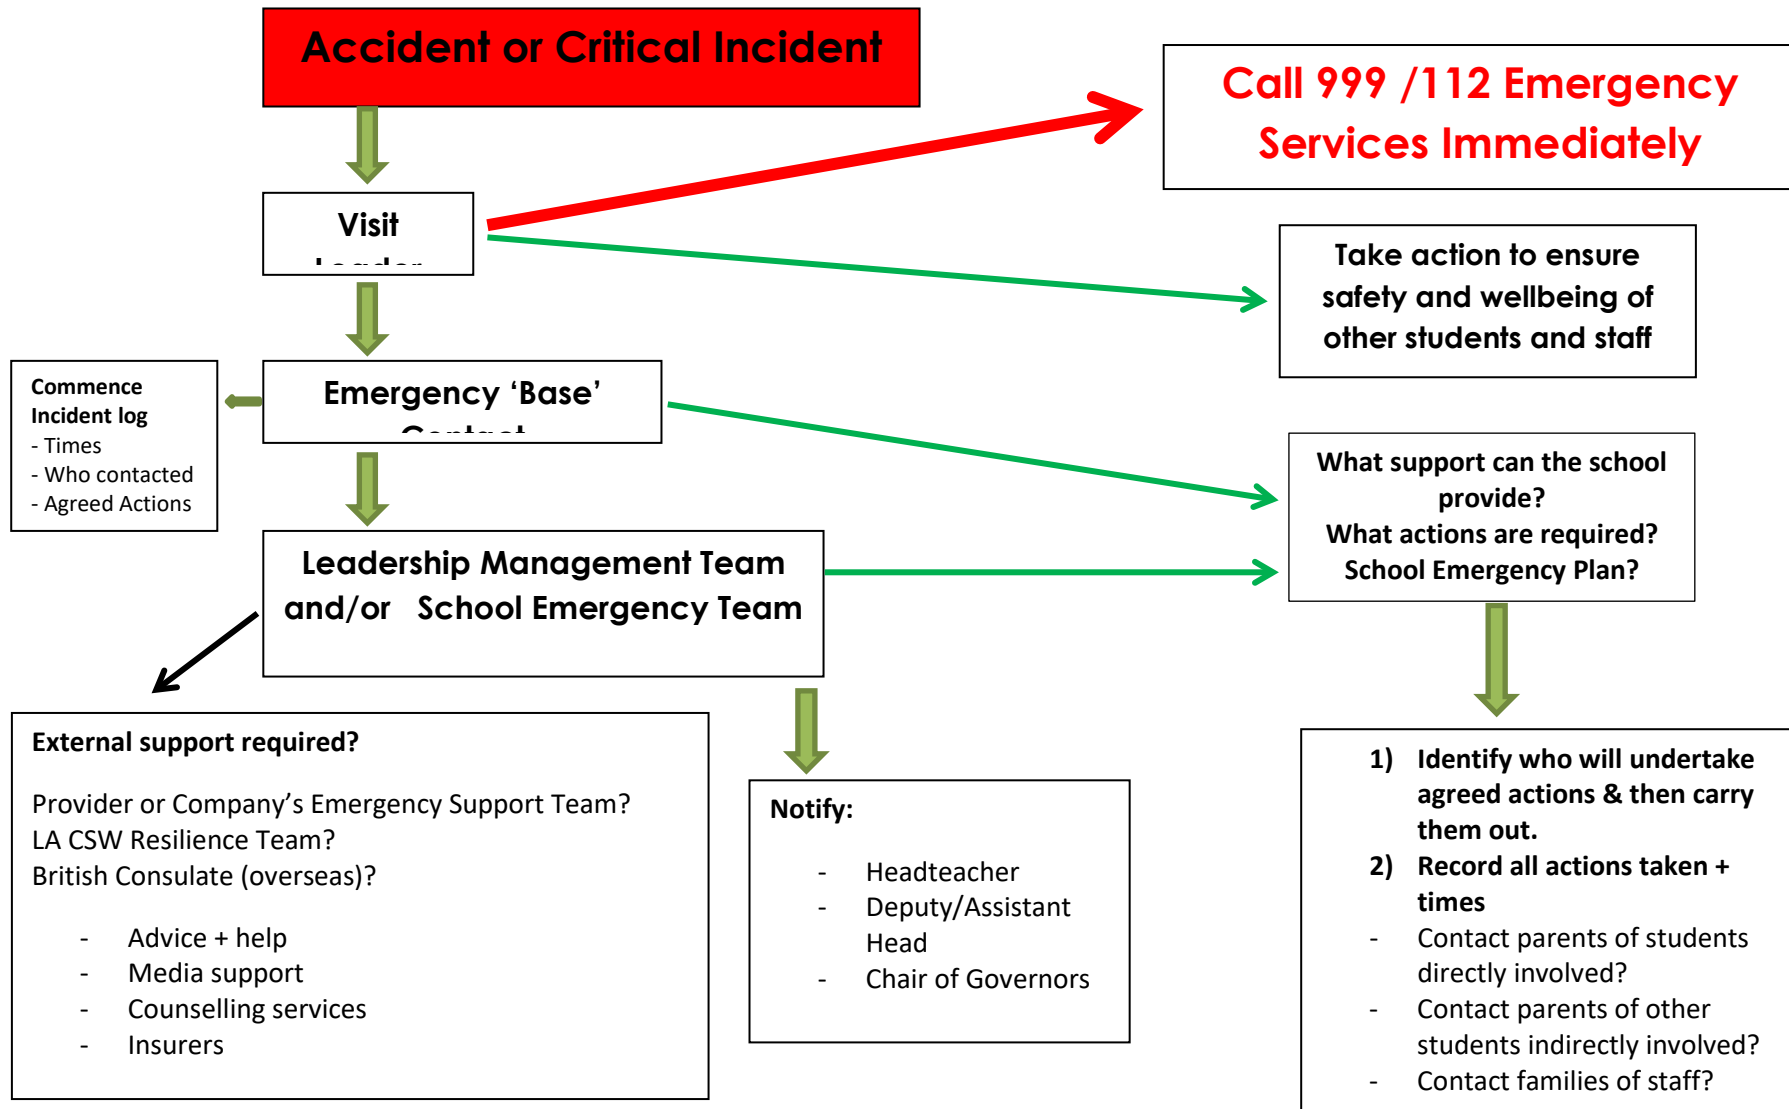 Accident or Critical Incident
Call 999 /112 Emergency
Services Immediately
Visit
Take action to ensure
safety and wellbeing of
other students and staff
Commence
Incident log
- Times
- Who contacted
- Agreed Actions
Emergency ‘Base’
What support can the school
provide?
What actions are required?
School Emergency Plan?
Leadership Management Team
and/or School Emergency Team
External support required?
Provider or Company’s Emergency Support Team?
LA CSW Resilience Team?
British Consulate (overseas)?
- Advice + help
- Media support
- Counselling services
- Insurers
Notify:
- Headteacher
- Deputy/Assistant
Head
- Chair of Governors
1) Identify who will undertake
agreed actions & then carry
them out.
2) Record all actions taken +
times
- Contact parents of students
directly involved?
- Contact parents of other
students indirectly involved?
- Contact families of staff?